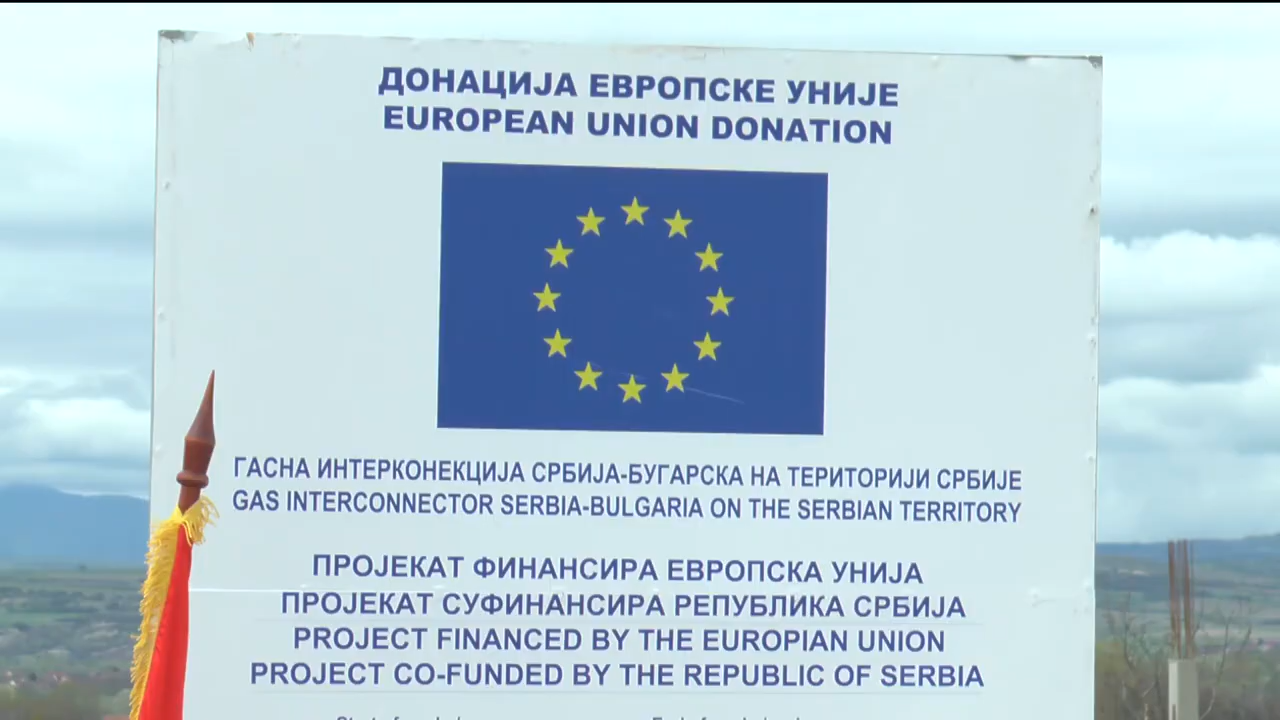 ДОНАЦИЈА ЕВРОПСКЕ УНИЈЕ
EUROPEAN UNION DONATION
ГАСНА ИНТЕРКОНЕКЦИЈА СРБИЈА-БУГАРСКА НА ТЕРИТОРИЈИ СРБИЈЕ
GAS INTERCONNECTOR SERBIA-BULGARIA ON THE SERBIAN TERRITORY
ПРОЈЕКАТ ФИНАНСИРА ЕВРОПСКА УНИЈА
ПРОЈЕКАТ СУФИНАНСИРА РЕПУБЛИКА СРБИЈА
PROJECT FINANCED BY THE EUROPIAN UNION
PROJECT CO-FUNDED BY THE REPUBLIC OF SERBIA